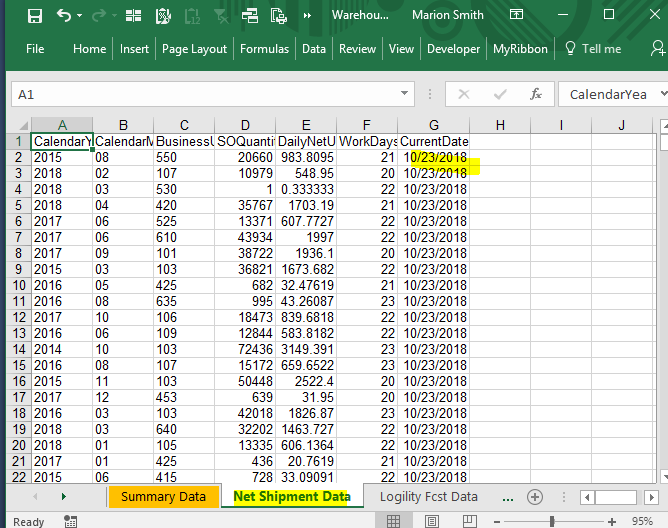 Warehou... Marion Smith
File Home Insert Page Layout Formulas Data Review View Developer MyRibbon Tell me
A1 fx CalendarYea
A B C D E F G H I J
1 CalendarY CalendarM BusinessU SOQuantit DailyNetU WorkDays CurrentDate
2 2015 08 550 20660 983.8095 21 10/23/2018
3 2018 02 107 10979 548.95 20 10/23/2018
4 2018 03 530 1 0.333333 22 10/23/2018
5 2018 04 420 35767 1703.19 21 10/23/2018
6 2017 06 525 13371 607.7727 22 10/23/2018
7 2017 06 610 43934 1997 22 10/23/2018
8 2017 09 101 38722 1936.1 20 10/23/2018
9 2015 03 103 36821 1673.682 22 10/23/2018
10 2016 05 425 682 32.47619 21 10/23/2018
11 2016 08 635 995 43.26087 23 10/23/2018
12 2017 10 106 18473 839.6818 22 10/23/2018
13 2016 06 109 12844 583.8182 22 10/23/2018
14 2014 10 103 72436 3149.391 23 10/23/2018
15 2016 08 107 15172 659.6522 23 10/23/2018
16 2015 11 103 50448 2522.4 20 10/23/2018
17 2017 12 453 639 31.95 20 10/23/2018
18 2016 03 103 42018 1826.87 23 10/23/2018
19 2018 03 640 32202 1463.727 22 10/23/2018
20 2018 01 105 13335 606.1364 22 10/23/2018
21 2017 01 425 436 20.7619 21 10/23/2018
22 2015 06 415 728 33.09091 22 10/23/2018
Summary Data Net Shipment Data Logility Fcst Data ...
Ready 95%